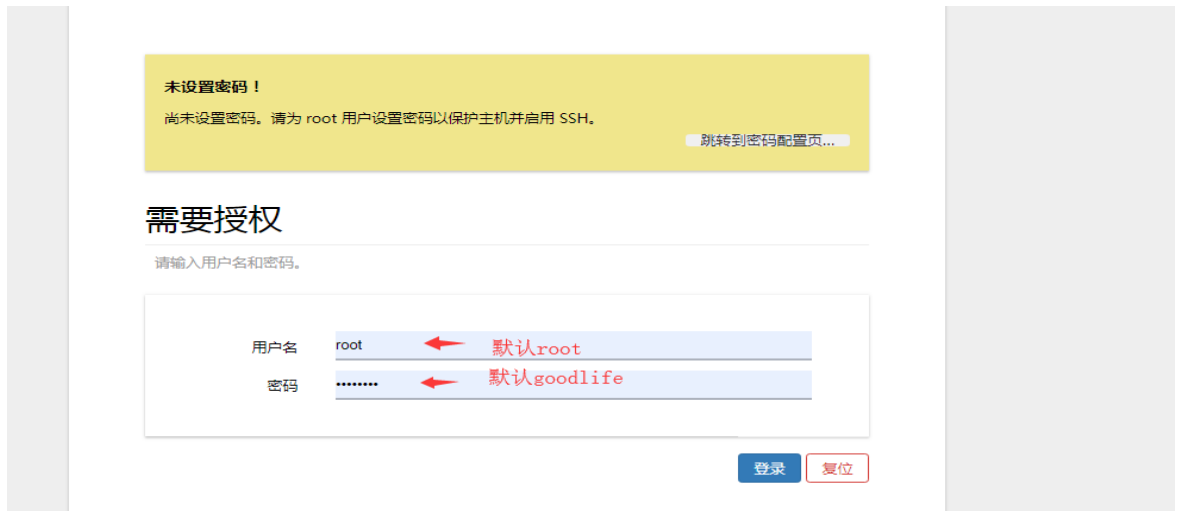 未设置密码！
尚未设置密码。请为 root 用户设置密码以保护主机并启用 SSH。
跳转到密码配置页...
需要授权
请输入用户名和密码。
用户名 root 默认root
密码 •••••••• 默认goodlife
登录 复位